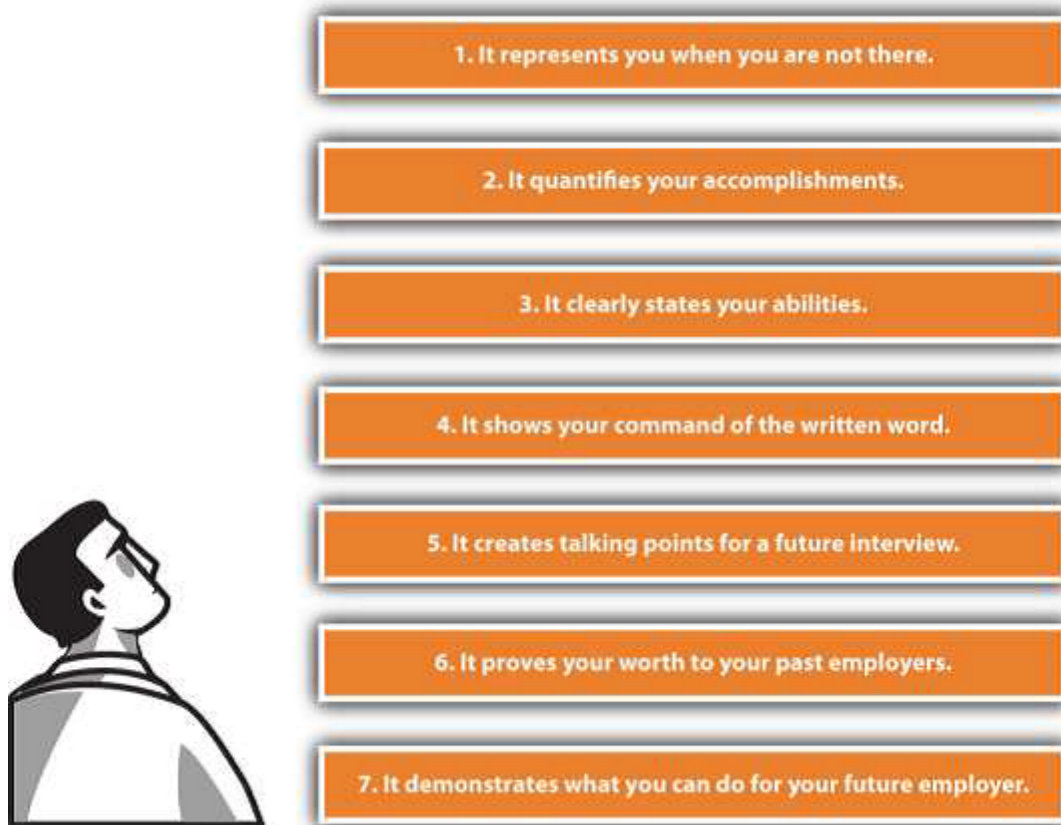 1. It represents you when you are not there.
2. It quantifies your accomplishments.
3. It clearly states your abilities.
4. It shows your command of the written word.
5. It creates talking points for a future interview.
6. It proves your worth to your past employers.
7. It demonstrates what you can do for your future employer.